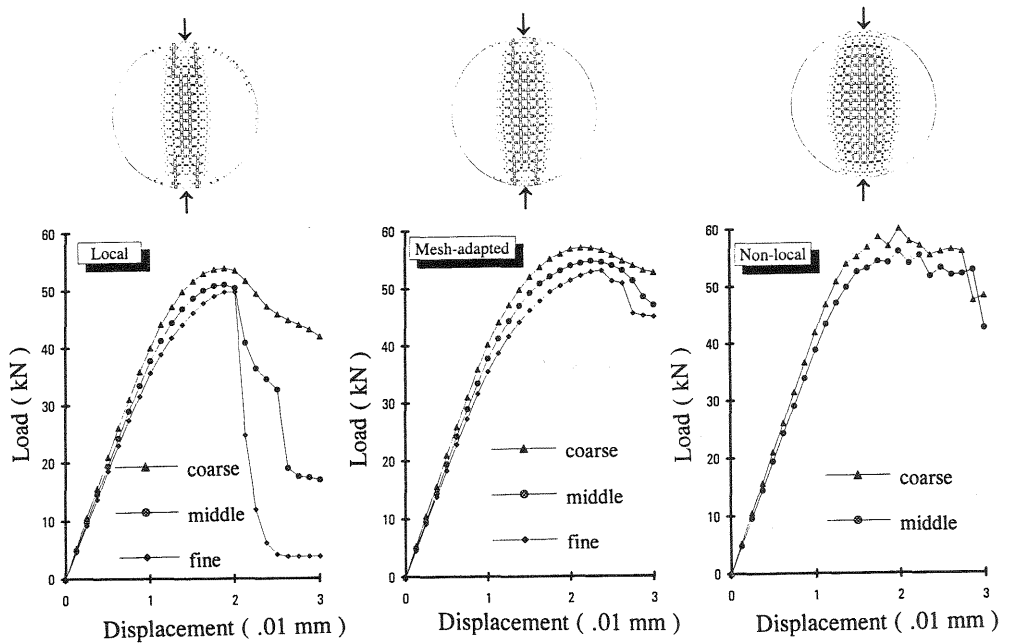 Local
Load ( kN )
60
50
40
30
20
10
0
coarse
middle
fine
0 1 2 3
Displacement ( .01 mm )
Mesh-adapted
Load ( kN )
60
50
40
30
20
10
0
coarse
middle
fine
0 1 2 3
Displacement ( .01 mm )
Non-local
Load ( kN )
60
50
40
30
20
10
0
coarse
middle
0 1 2 3
Displacement ( .01 mm )